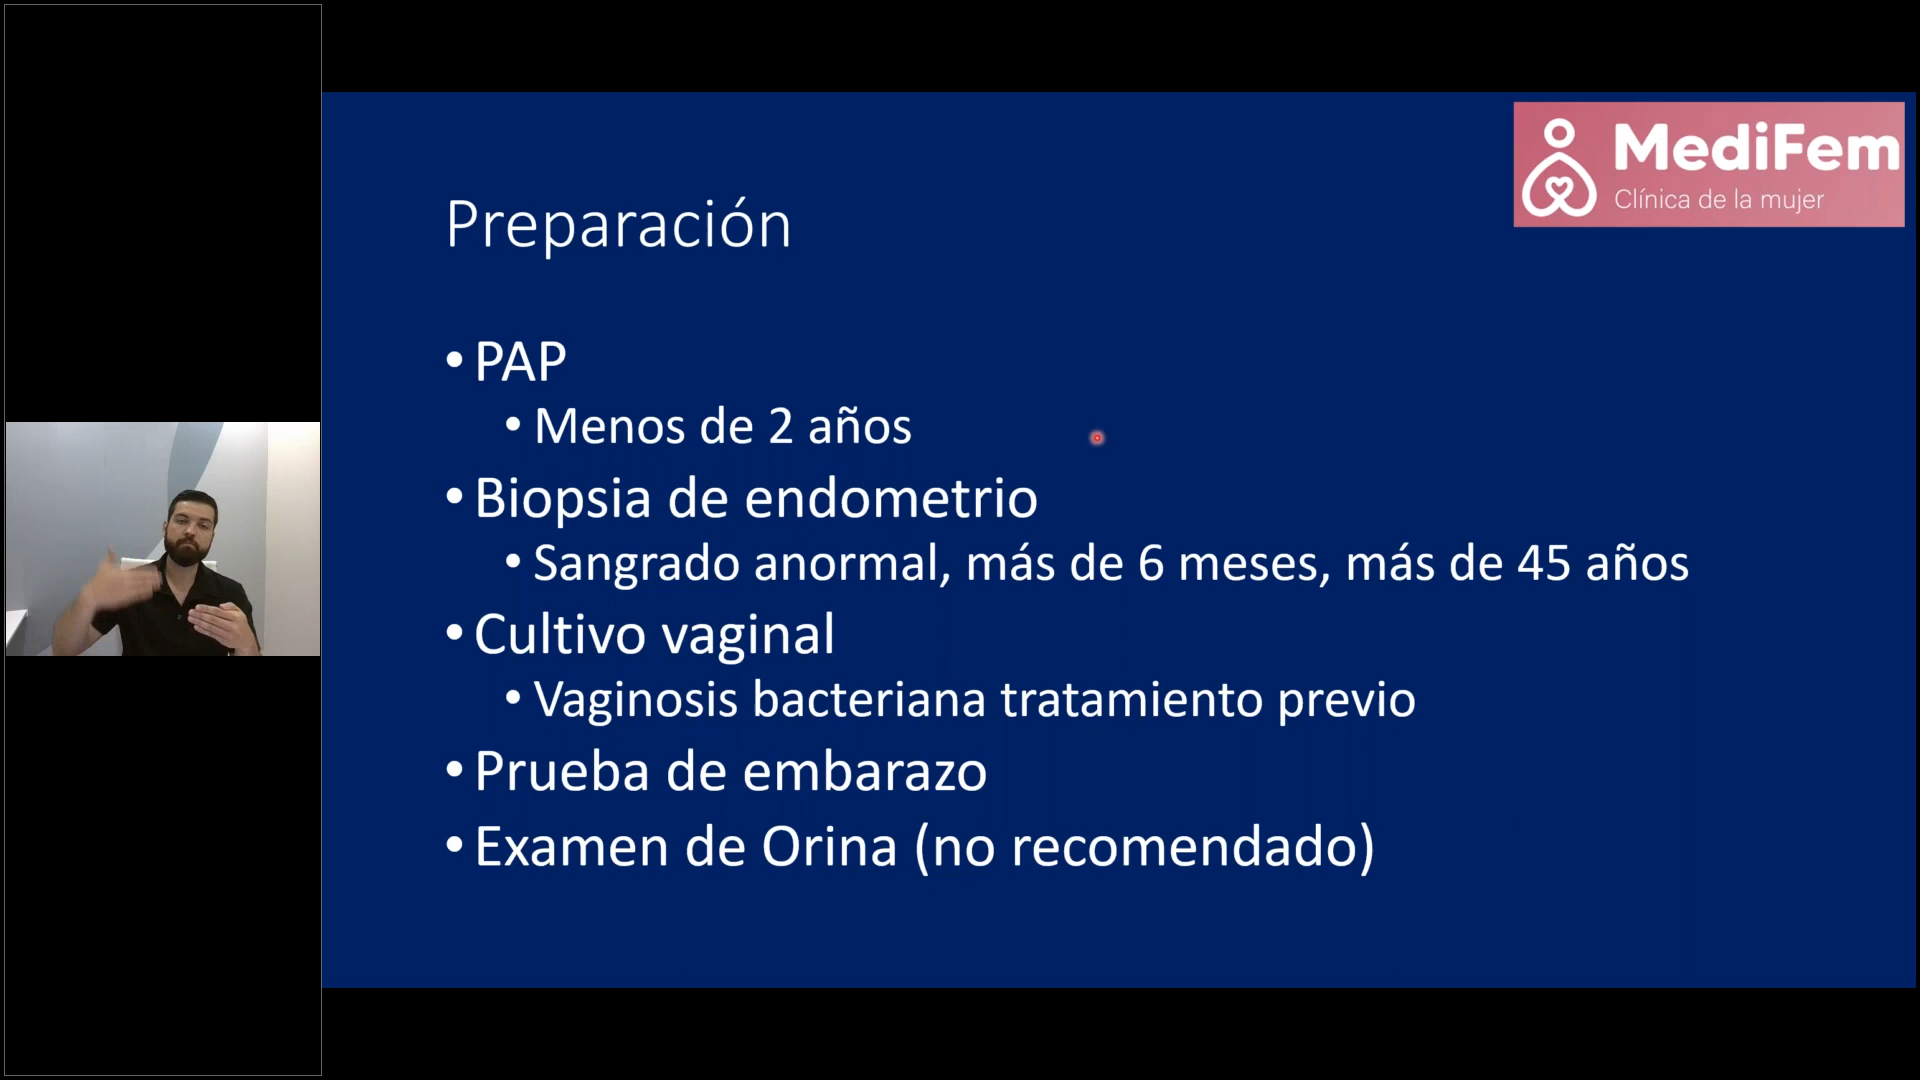 MediFem
Clínica de la mujer
Preparación
• PAP
• Menos de 2 años
• Biopsia de endometrio
• Sangrado anormal, más de 6 meses, más de 45 años
• Cultivo vaginal
• Vaginosis bacteriana tratamiento previo
• Prueba de embarazo
• Examen de Orina (no recomendado)